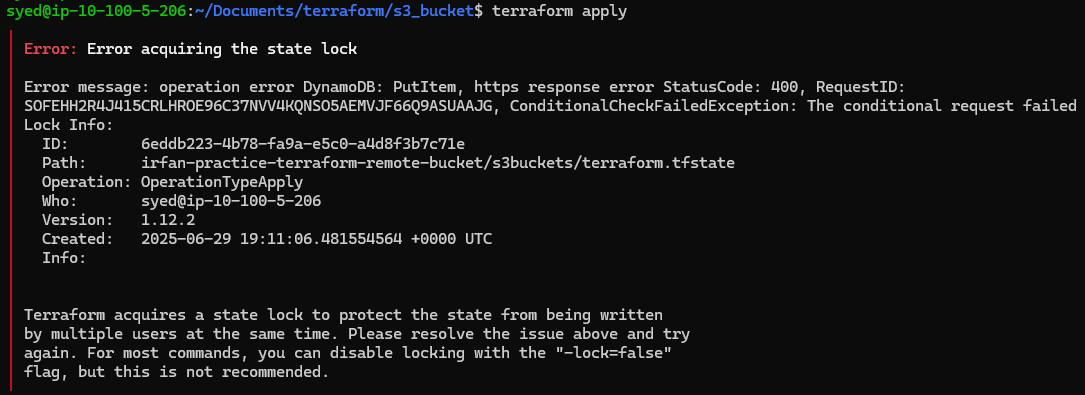 syed@ip-10-100-5-206:~/Documents/terraform/s3_bucket$ terraform apply
Error: Error acquiring the state lock
Error message: operation error DynamoDB: PutItem, https response error StatusCode: 400, RequestID:
SOFEHH2R4J415CRLHROE96C37NVV4KQNSO5AEMVJF66Q9ASUAAJG, ConditionalCheckFailedException: The conditional request failed
Lock Info:
  ID:        6eddb223-4b78-fa9a-e5c0-a4d8f3b7c71e
  Path:      irfan-practice-terraform-remote-bucket/s3buckets/terraform.tfstate
  Operation: OperationTypeApply
  Who:       syed@ip-10-100-5-206
  Version:   1.12.2
  Created:   2025-06-29 19:11:06.481554564 +0000 UTC
  Info:
Terraform acquires a state lock to protect the state from being written
by multiple users at the same time. Please resolve the issue above and try
again. For most commands, you can disable locking with the "-lock=false"
flag, but this is not recommended.